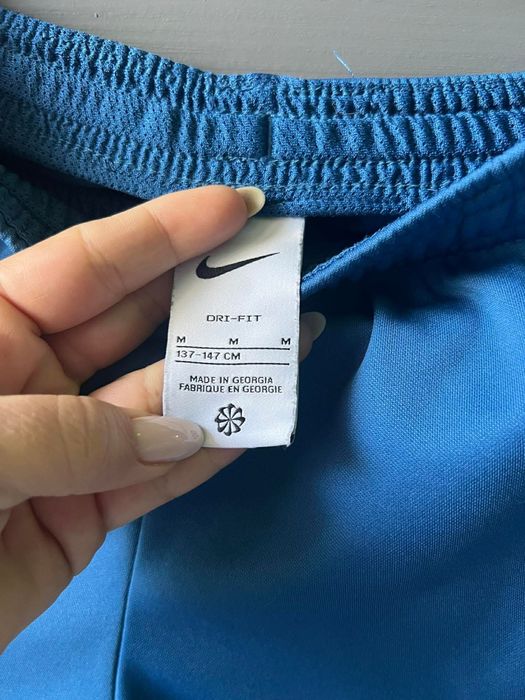 DRI-FIT
M M M
137-147 CM
MADE IN GEORGIA
FABRIQUE EN GEORGIE